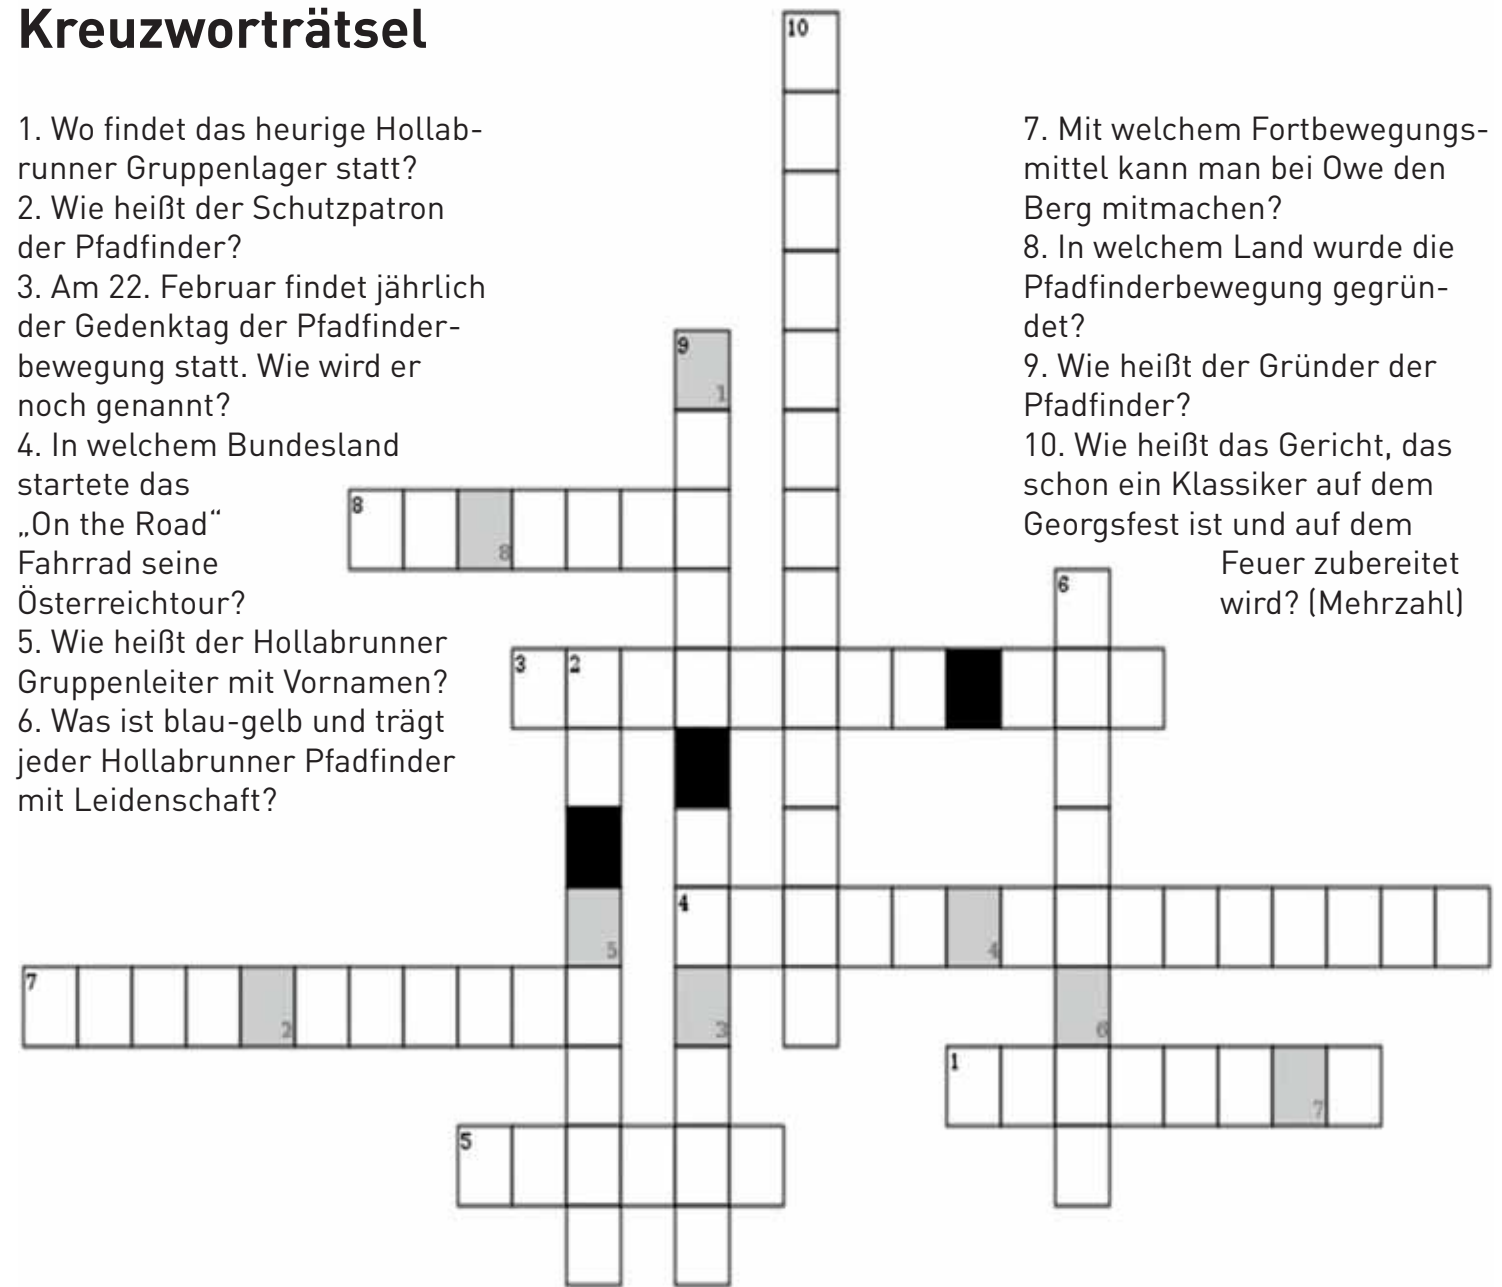 Kreuzworträtsel
1. Wo findet das heurige Hollab-
runner Gruppenlager statt?
2. Wie heißt der Schutzpatron
der Pfadfinder?
3. Am 22. Februar findet jährlich
der Gedenktag der Pfadfinder-
bewegung statt. Wie wird er
noch genannt?
4. In welchem Bundesland
startete das
„On the Road“
Fahrrad seine
Österreichtour?
5. Wie heißt der Hollabrunner
Gruppenleiter mit Vornamen?
6. Was ist blau-gelb und trägt
jeder Hollabrunner Pfadfinder
mit Leidenschaft?
7. Mit welchem Fortbewegungs-
mittel kann man bei Owe den
Berg mitmachen?
8. In welchem Land wurde die
Pfadfinderbewegung gegrün-
det?
9. Wie heißt der Gründer der
Pfadfinder?
10. Wie heißt das Gericht, das
schon ein Klassiker auf dem
Georgsfest ist und auf dem
Feuer zubereitet
wird? (Mehrzahl)
10
9
1
8
8
6
3 2
4
5 4
7
2 3 6
1
7
5